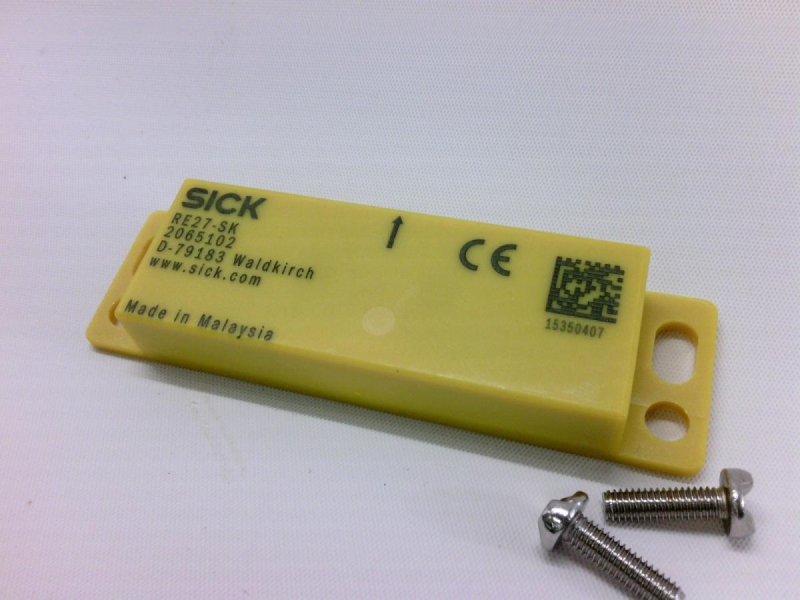 SICK
RE27-SK
2065102
D-79183 Waldkirch
www.sick.com
Made in Malaysia
CE
15350407